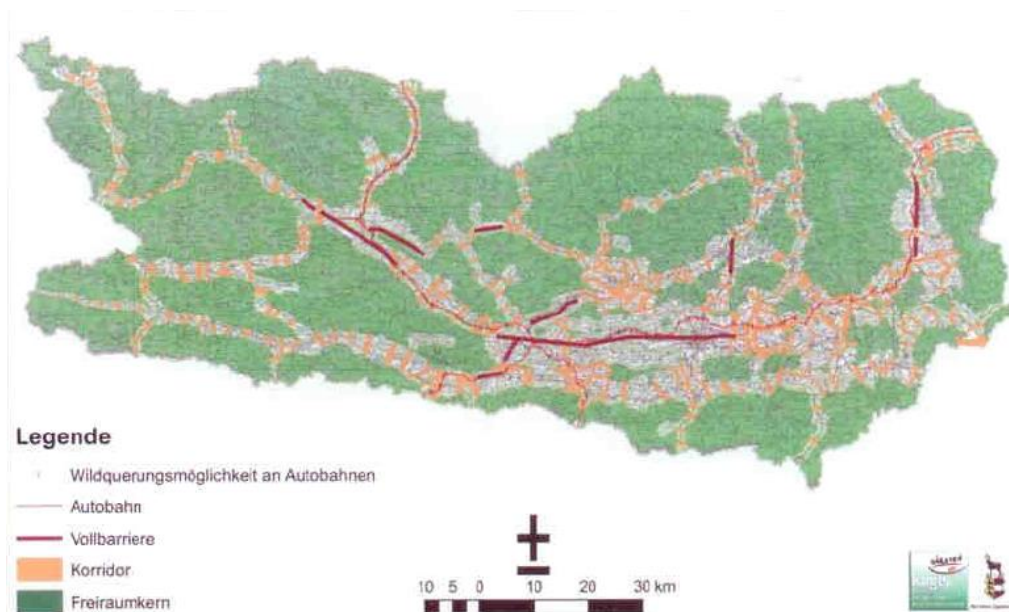 Legende
Wildquerungsmöglichkeit an Autobahnen
Autobahn
Vollbarriere
Korridor
Freiraumkern
10 5 0 10 20 30 km